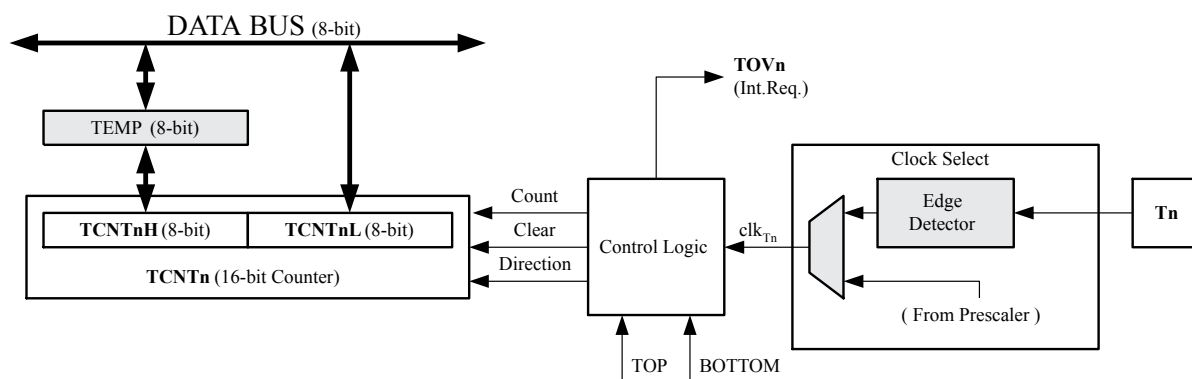 DATA BUS (8-bit)
TEMP (8-bit)
TCNTnH (8-bit) TCNTnL (8-bit)
TCNTn (16-bit Counter)
Count
Clear
Direction
Control Logic
TOVn
(Int.Req.)
TOP
BOTTOM
clkTn
Clock Select
Edge
Detector
( From Prescaler )
Tn